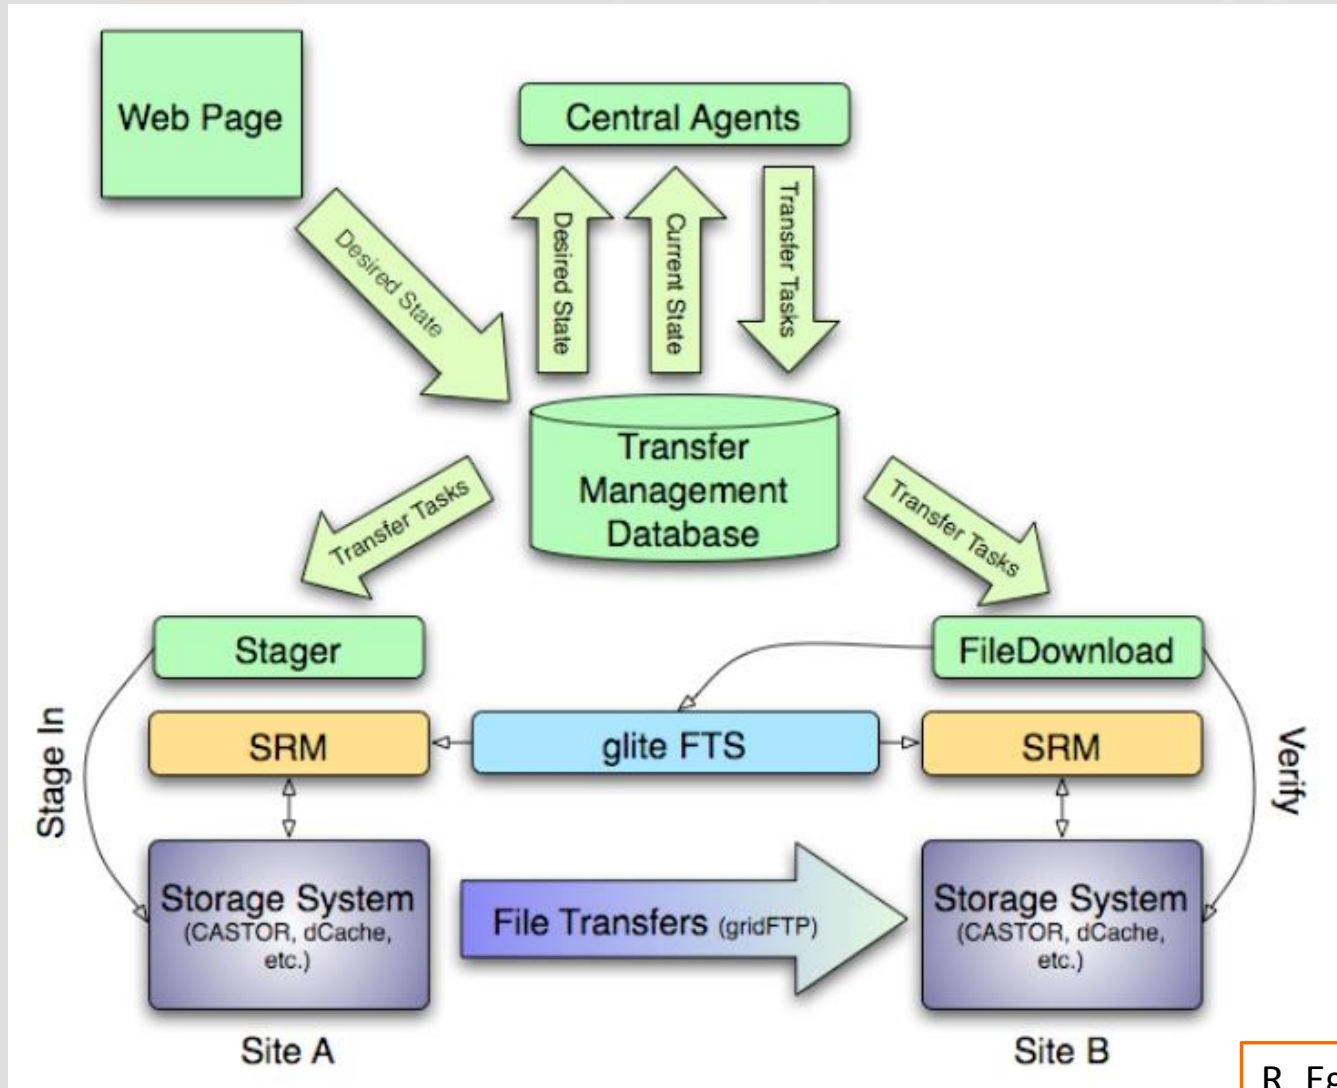 Web Page
Central Agents
Desired State
Desired State
Current State
Transfer Tasks
Transfer
Management
Database
Transfer Tasks
Transfer Tasks
Stager
FileDownload
Stage In
SRM
glite FTS
SRM
Verify
Storage System
(CASTOR, dCache,
etc.)
File Transfers (gridFTP)
Storage System
(CASTOR, dCache,
etc.)
Site A
Site B
R